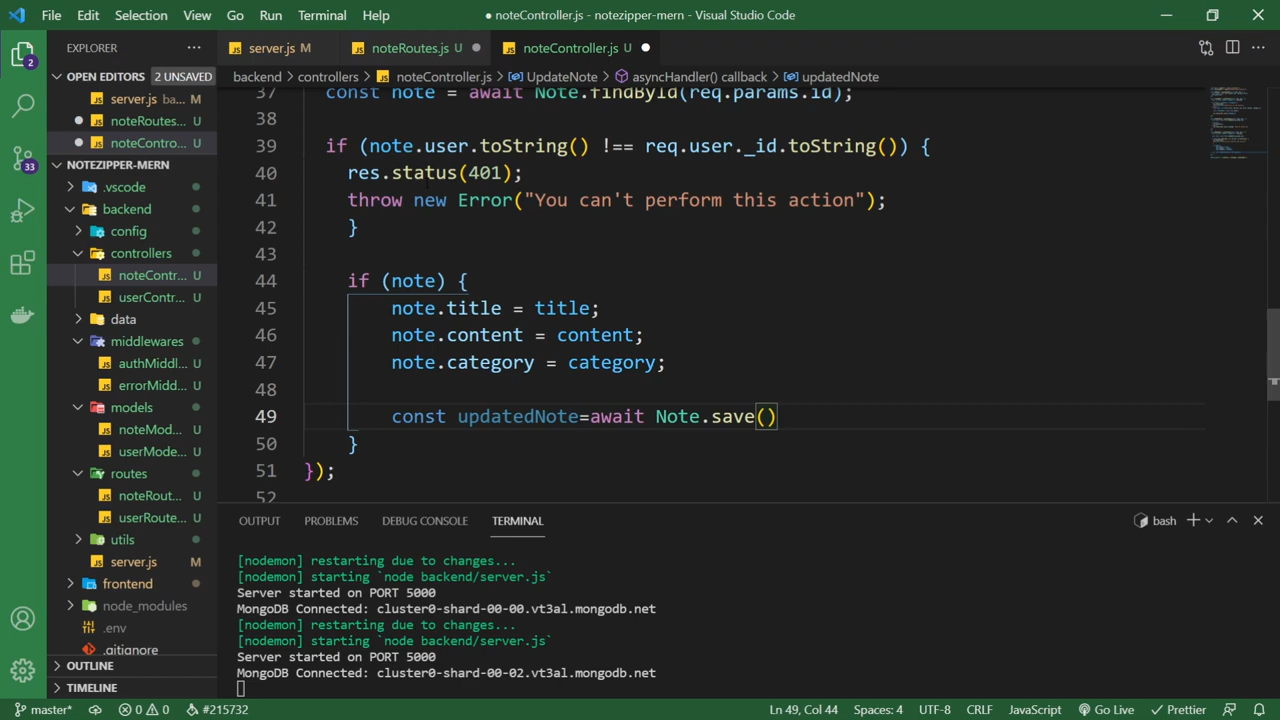 File Edit Selection View Go Run Terminal Help
● noteController.js - notezipper-mern - Visual Studio Code
EXPLORER
server.js M
noteRoutes.js U
noteController.js U
OPEN EDITORS 2 UNSAVED
backend > controllers > noteController.js > UpdateNote > asyncHandler() callback > updatedNote
server.js ba... M
noteRoutes... U
noteContro... U
NOTEZIPPER-MERN
.vscode
backend
config
controllers
noteContr... U
userContr... U
data
middlewares
authMiddl... U
errorMidd... U
models
noteMod... U
userMode... U
routes
noteRout... U
userRoute... U
utils
server.js M
frontend
node_modules
.env
.gitignore
OUTLINE
TIMELINE
2
33
37 const note = await Note.findById(req.params.id);
38
39 if (note.user.toString() !== req.user._id.toString()) {
40 res.status(401);
41 throw new Error("You can't perform this action");
42 }
43
44 if (note) {
45 note.title = title;
46 note.content = content;
47 note.category = category;
48
49 const updatedNote=await Note.save()
50 }
51 });
52
OUTPUT PROBLEMS DEBUG CONSOLE TERMINAL
bash
[nodemon] restarting due to changes...
[nodemon] starting `node backend/server.js`
Server started on PORT 5000
MongoDB Connected: cluster0-shard-00-00.vt3al.mongodb.net
[nodemon] restarting due to changes...
[nodemon] starting `node backend/server.js`
Server started on PORT 5000
MongoDB Connected: cluster0-shard-00-02.vt3al.mongodb.net
master* 0 0 #215732 Ln 49, Col 44 Spaces: 4 UTF-8 CRLF JavaScript Go Live Prettier